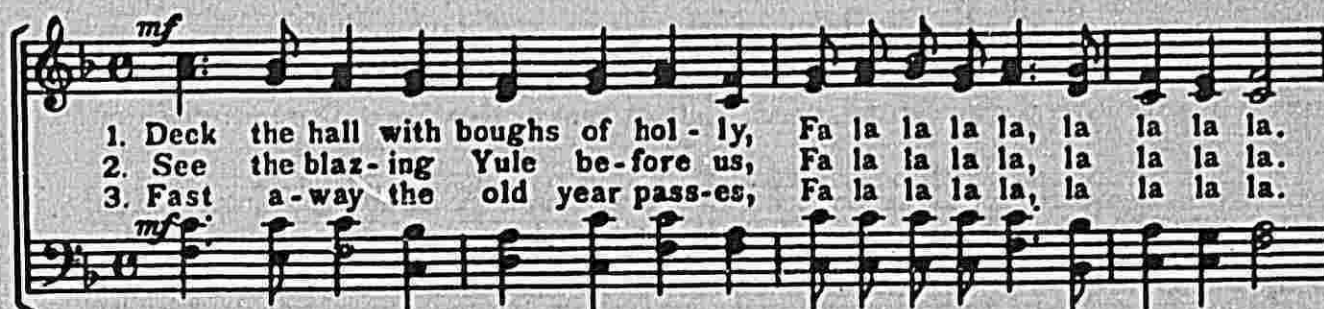 mf
1. Deck the hall with boughs of hol - ly, Fa la la la la, la la la la.
2. See the blaz - ing Yule be - fore us, Fa la la la la, la la la la.
3. Fast a - way the old year pass - es, Fa la la la la, la la la la.
mf